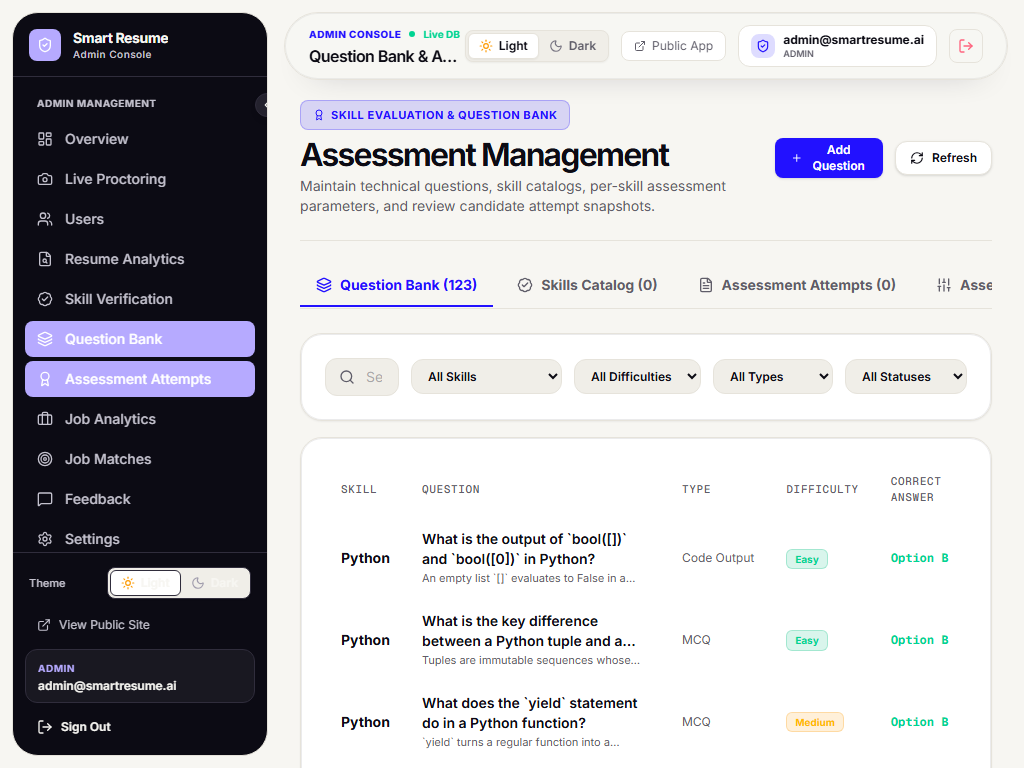 Smart Resume
Admin Console
ADMIN MANAGEMENT
Overview
Live Proctoring
Users
Resume Analytics
Skill Verification
Question Bank
Assessment Attempts
Job Analytics
Job Matches
Feedback
Settings
Theme
Light
Dark
View Public Site
ADMIN
admin@smartresume.ai
Sign Out
ADMIN CONSOLE
Live DB
Question Bank & A...
Light
Dark
Public App
admin@smartresume.ai
ADMIN
SKILL EVALUATION & QUESTION BANK
Assessment Management
Maintain technical questions, skill catalogs, per-skill assessment
parameters, and review candidate attempt snapshots.
Add
Question
Refresh
Question Bank (123)
Skills Catalog (0)
Assessment Attempts (0)
Asse
Se
All Skills
All Difficulties
All Types
All Statuses
SKILL
QUESTION
TYPE
DIFFICULTY
CORRECT
ANSWER
Python
What is the output of `bool([])`
and `bool([0])` in Python?
An empty list `[]` evaluates to False in a...
Code Output
Easy
Option B
Python
What is the key difference
between a Python tuple and a...
Tuples are immutable sequences whose...
MCQ
Easy
Option B
Python
What does the `yield` statement
do in a Python function?
`yield` turns a regular function into a...
MCQ
Medium
Option B